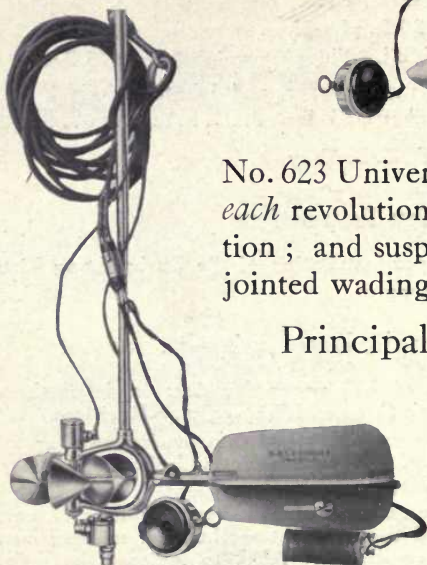 No. 623 Univer
each revolution
tion ; and susp
jointed wading
Principal